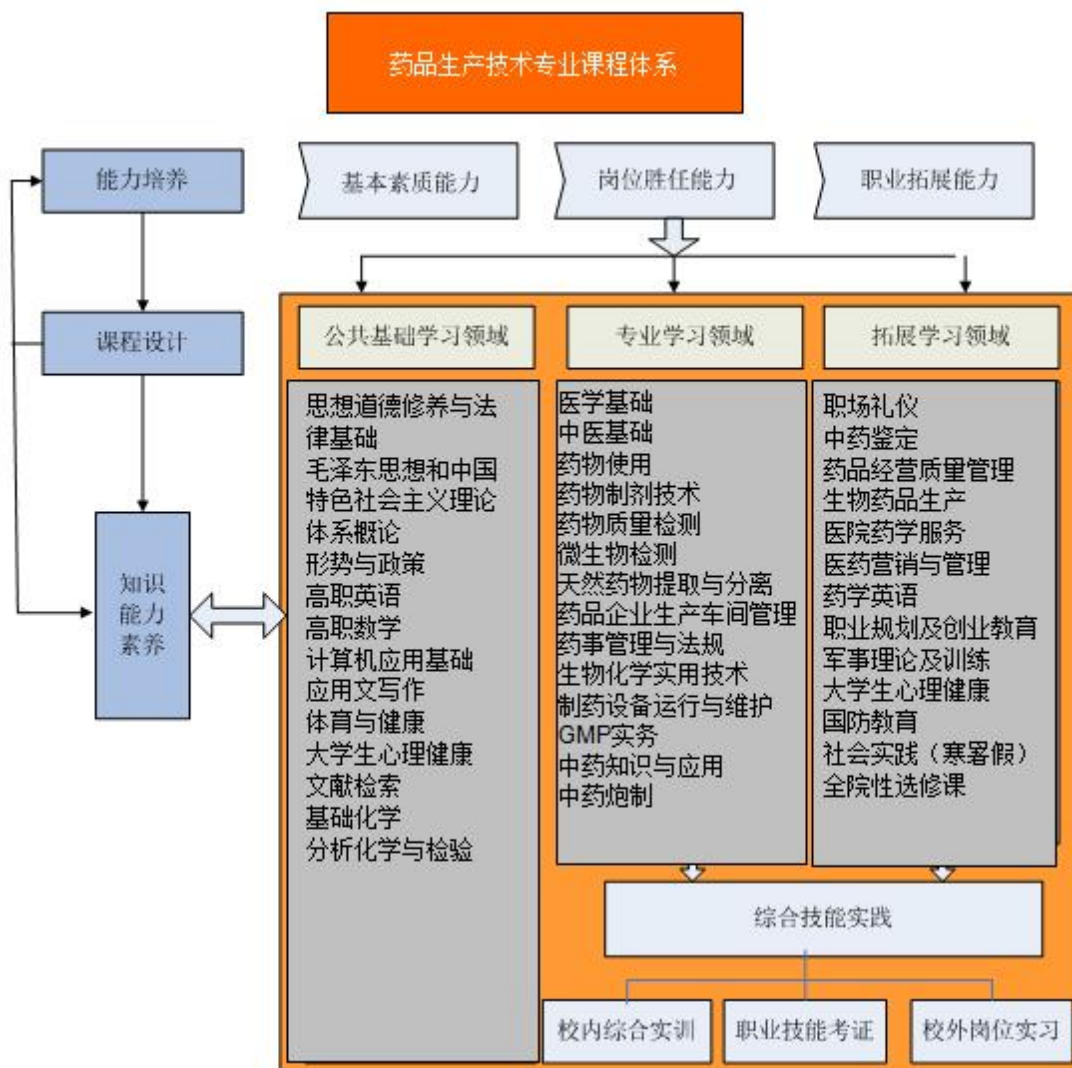 药品生产技术专业课程体系
能力培养
基本素质能力
岗位胜任能力
职业拓展能力
课程设计
公共基础学习领域
专业学习领域
拓展学习领域
知识
能力
素养
思想道德修养与法
律基础
毛泽东思想和中国
特色社会主义理论
体系概论
形势与政策
高职英语
高职数学
计算机应用基础
应用文写作
体育与健康
大学生心理健康
文献检索
基础化学
分析化学与检验
医学基础
中医基础
药物使用
药物制剂技术
药物质量检测
微生物检测
天然药物提取与分离
药品企业生产车间管理
药事管理与法规
生物化学实用技术
制药设备运行与维护
GMP实务
中药知识与应用
中药炮制
职场礼仪
中药鉴定
药品经营质量管理
生物药品生产
医院药学服务
医药营销与管理
药学英语
职业规划及创业教育
军事理论及训练
大学生心理健康
国防教育
社会实践（寒署假）
全院性选修课
综合技能实践
校内综合实训
职业技能考证
校外岗位实习